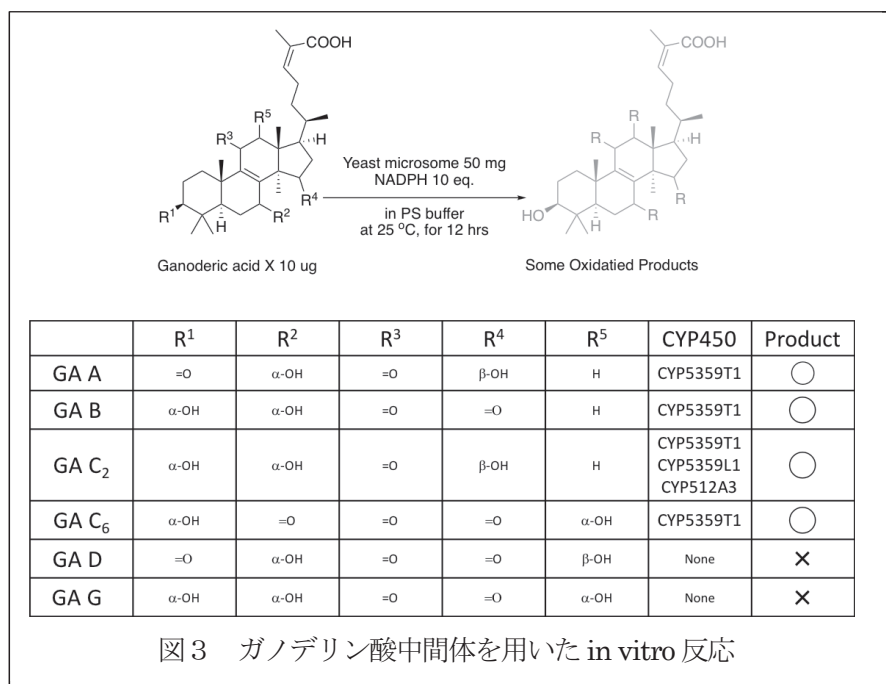 COOH
R⁵
R³
H
R⁴
R¹
R²
H
Ganoderic acid X 10 ug
Yeast microsome 50 mg
NADPH 10 eq.
in PS buffer
at 25 °C, for 12 hrs
COOH
R
R
H
R
HO
R
H
Some Oxidatied Products
R¹ R² R³ R⁴ R⁵ CYP450 Product
GA A =O α-OH =O β-OH H CYP5359T1 ○
GA B α-OH α-OH =O =O H CYP5359T1 ○
GA C₂ α-OH α-OH =O β-OH H CYP5359T1
CYP5359L1
CYP512A3 ○
GA C₆ α-OH =O =O =O α-OH CYP5359T1 ○
GA D =O α-OH =O =O β-OH None ×
GA G α-OH α-OH =O =O α-OH None ×
図3 ガノデリン酸中間体を用いた in vitro 反応